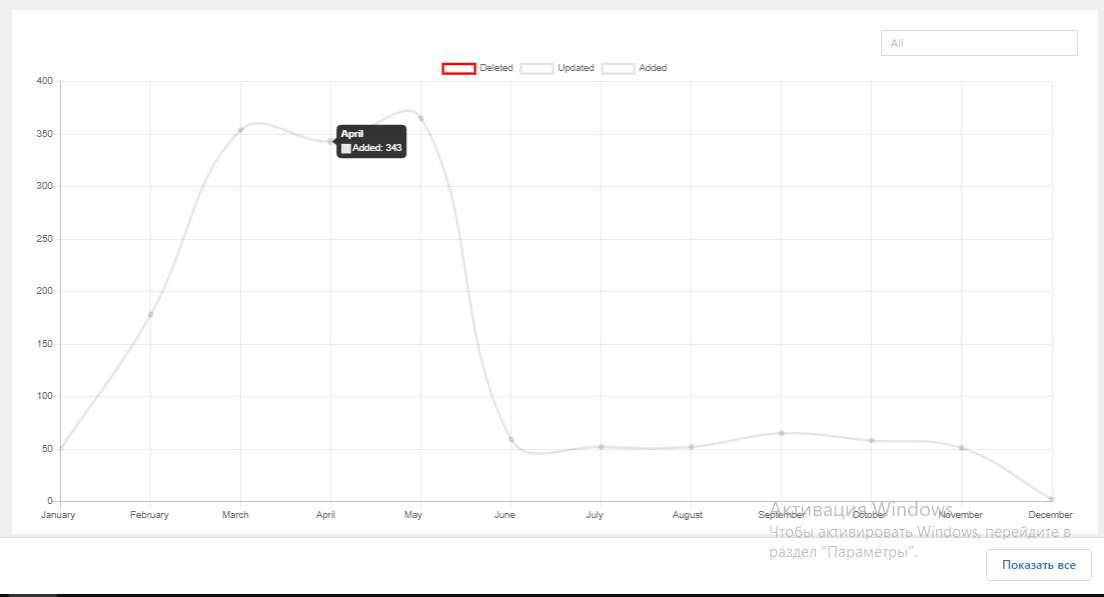 All
Deleted Updated Added
400
350
300
250
200
150
100
50
0
April
Added: 343
January February March April May June July August September October November December
Активация Windows
Чтобы активировать Windows, перейдите в
раздел "Параметры".
Показать все